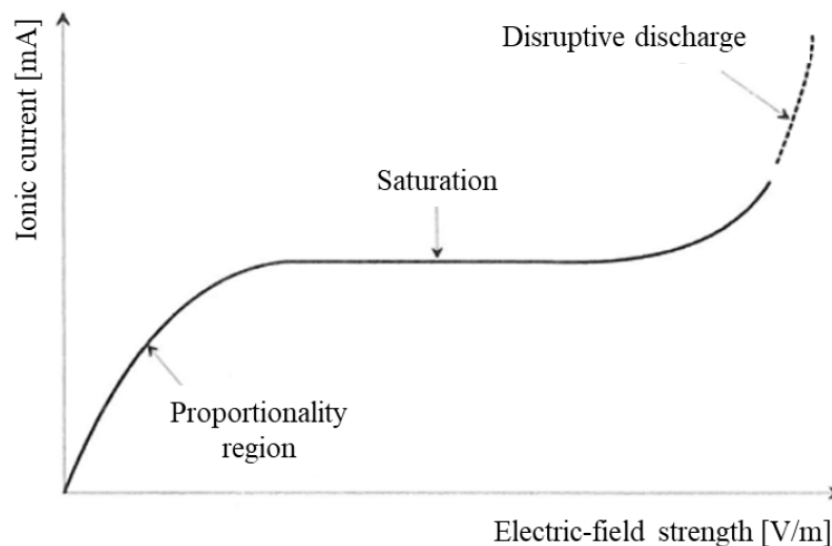 Ionic current [mA]
Disruptive discharge
Saturation
Proportionality
region
Electric-field strength [V/m]